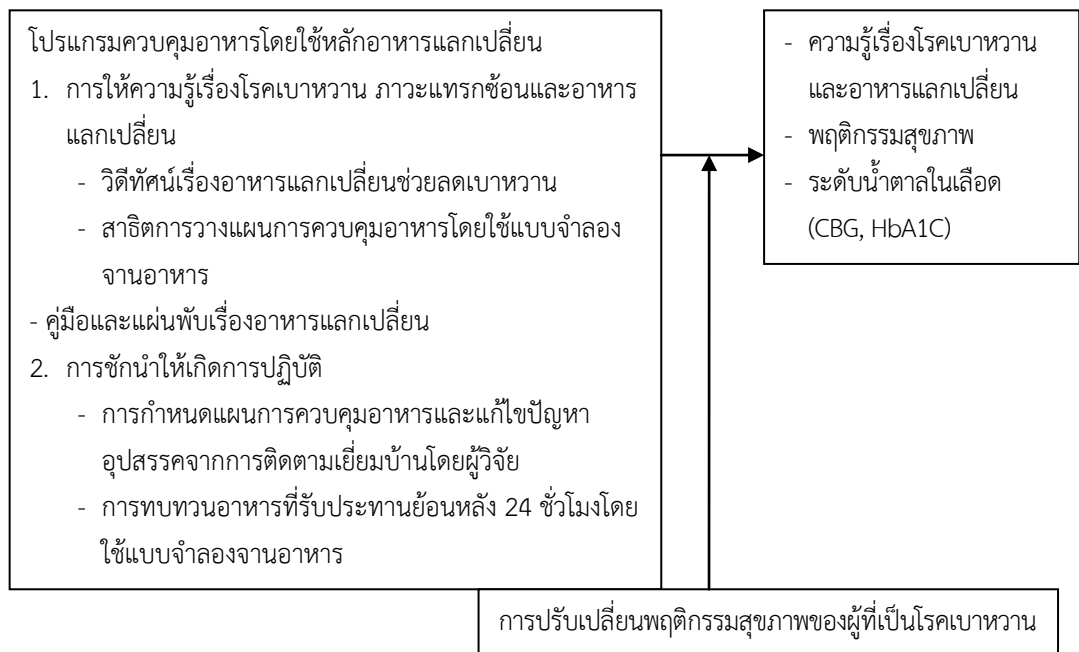 โปรแกรมควบคุมอาหารโดยใช้หลักอาหารแลกเปลี่ยน
1. การให้ความรู้เรื่องโรคเบาหวาน ภาวะแทรกซ้อนและอาหาร
แลกเปลี่ยน
- วิดีทัศน์เรื่องอาหารแลกเปลี่ยนช่วยลดเบาหวาน
- สาธิตการวางแผนการควบคุมอาหารโดยใช้แบบจำลอง
จานอาหาร
- คู่มือและแผ่นพับเรื่องอาหารแลกเปลี่ยน
2. การชักนำให้เกิดการปฏิบัติ
- การกำหนดแผนการควบคุมอาหารและแก้ไขปัญหา
อุปสรรคจากการติดตามเยี่ยมบ้านโดยผู้วิจัย
- การทบทวนอาหารที่รับประทานย้อนหลัง 24 ชั่วโมงโดย
ใช้แบบจำลองจานอาหาร
- ความรู้เรื่องโรคเบาหวาน
และอาหารแลกเปลี่ยน
- พฤติกรรมสุขภาพ
- ระดับน้ำตาลในเลือด
(CBG, HbA1C)
การปรับเปลี่ยนพฤติกรรมสุขภาพของผู้ที่เป็นโรคเบาหวาน